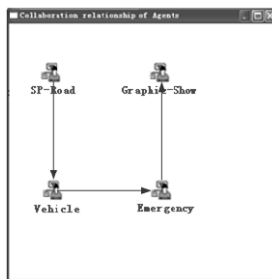 Collaboration relationship of Agents
SP-Road Graphic-Show
Vehicle Emergency